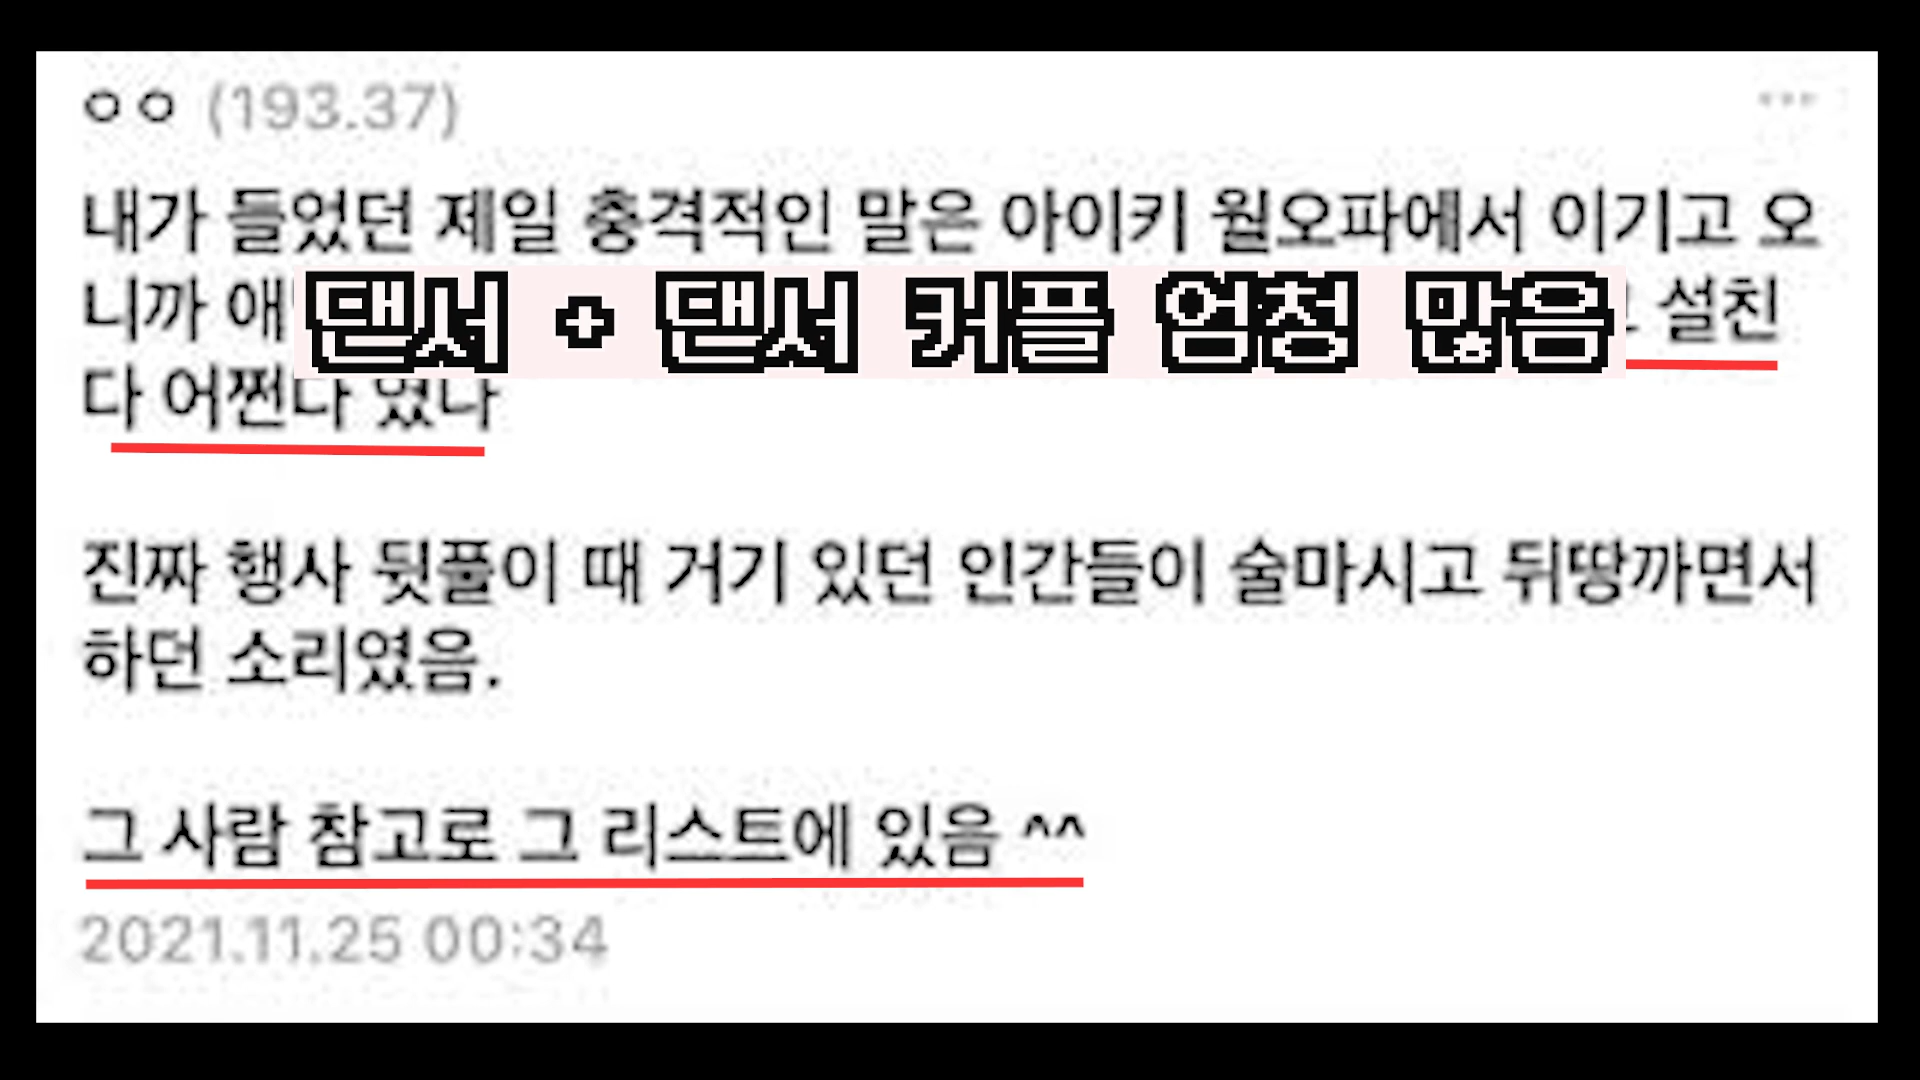 ㅇㅇ (193.37)
내가 들었던 제일 충격적인 말은 아이키 월오파에서 이기고 오
니까 애 설친
댄서 + 댄서 커플 엄청 많음
다 어쩐다 였나
진짜 행사 뒷풀이 때 거기 있던 인간들이 술마시고 뒤땅까면서
하던 소리였음.
그 사람 참고로 그 리스트에 있음 ^^
2021.11.25 00:34